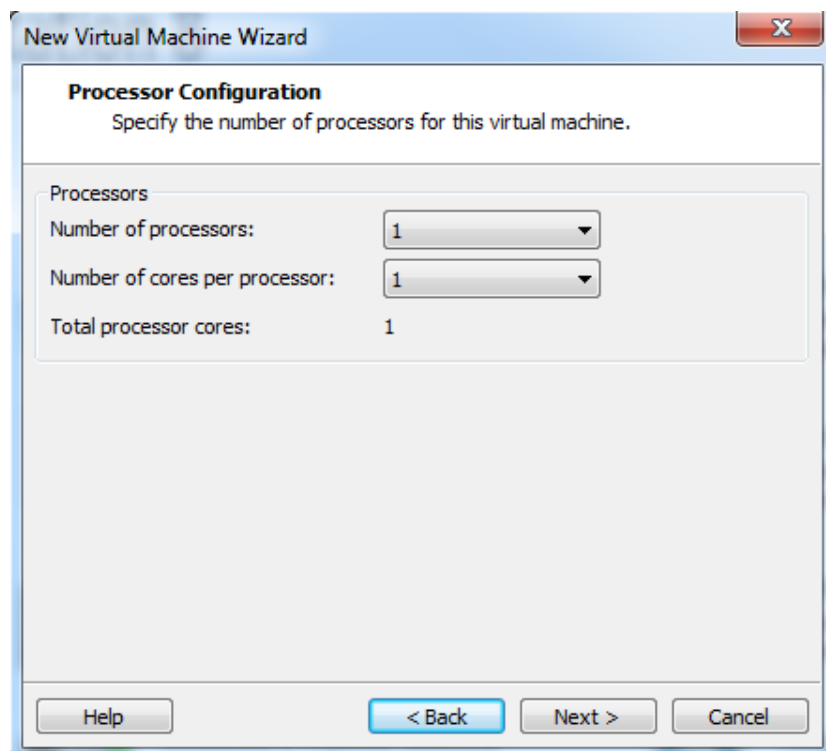 New Virtual Machine Wizard
Processor Configuration
Specify the number of processors for this virtual machine.
Processors
Number of processors: 1
Number of cores per processor: 1
Total processor cores: 1
Help < Back Next > Cancel